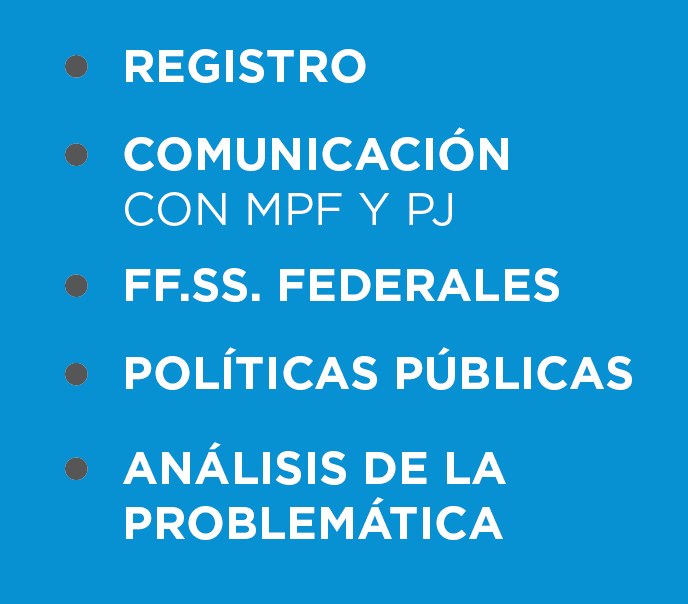 REGISTRO
COMUNICACIÓN
CON MPF Y PJ
FF.SS. FEDERALES
POLÍTICAS PÚBLICAS
ANÁLISIS DE LA
PROBLEMÁTICA